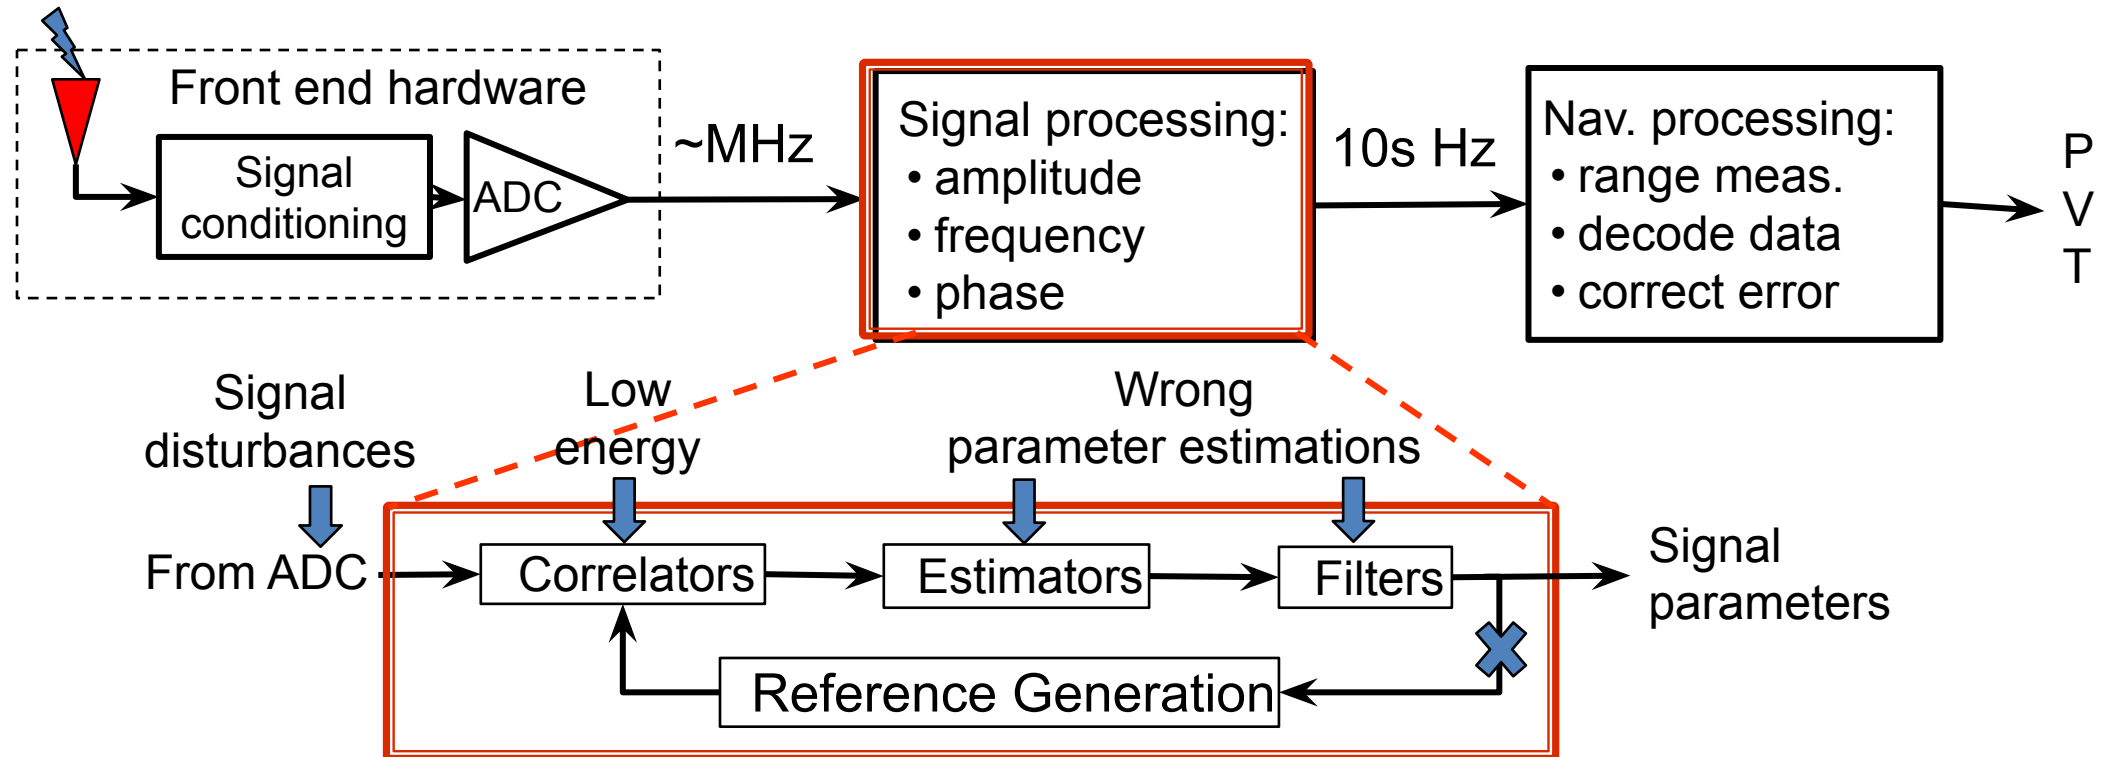 Front end hardware
Signal
conditioning
ADC
~MHz
Signal processing:
• amplitude
• frequency
• phase
10s Hz
Nav. processing:
• range meas.
• decode data
• correct error
P
V
T
Signal
disturbances
Low
energy
Wrong
parameter estimations
From ADC
Correlators
Estimators
Filters
Signal
parameters
Reference Generation